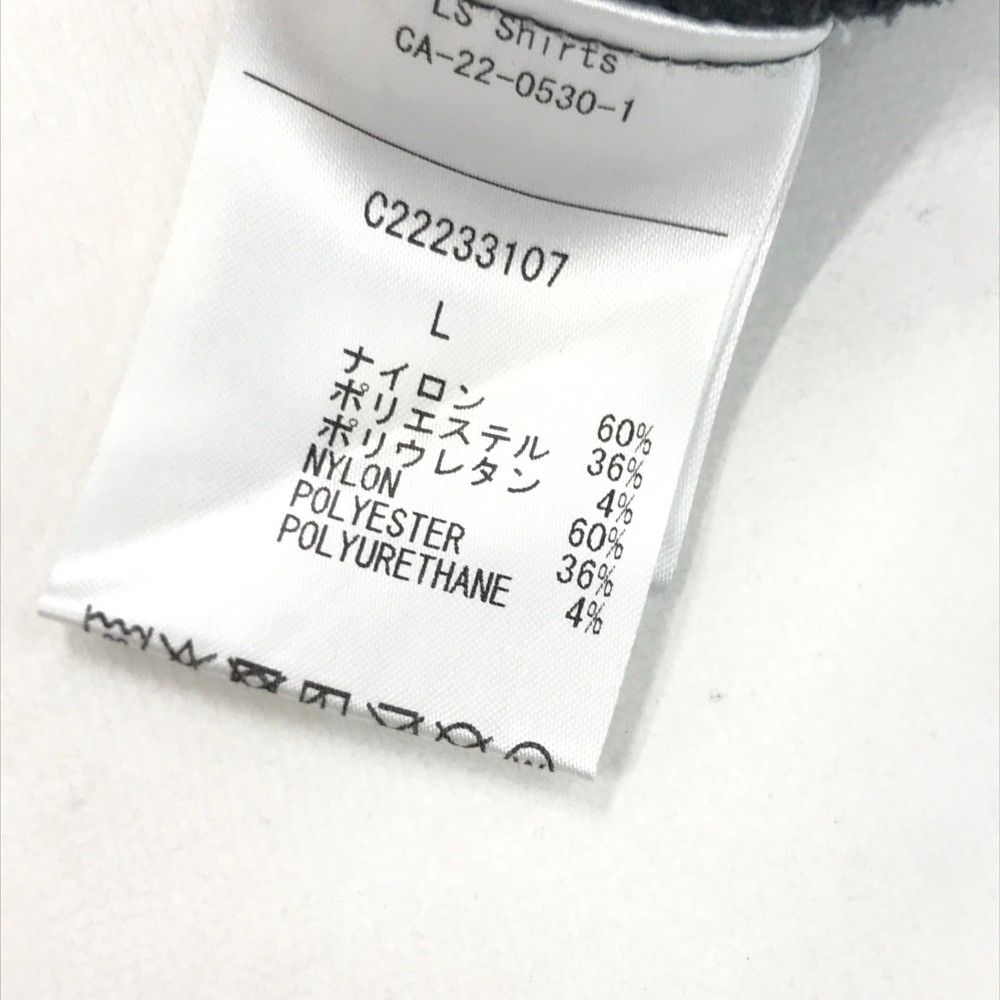 LS Shirts
CA-22-0530-1
C22233107
L
ナイロン 60%
ポリエステル 36%
ポリウレタン 4%
NYLON 60%
POLYESTER 36%
POLYURETHANE 4%